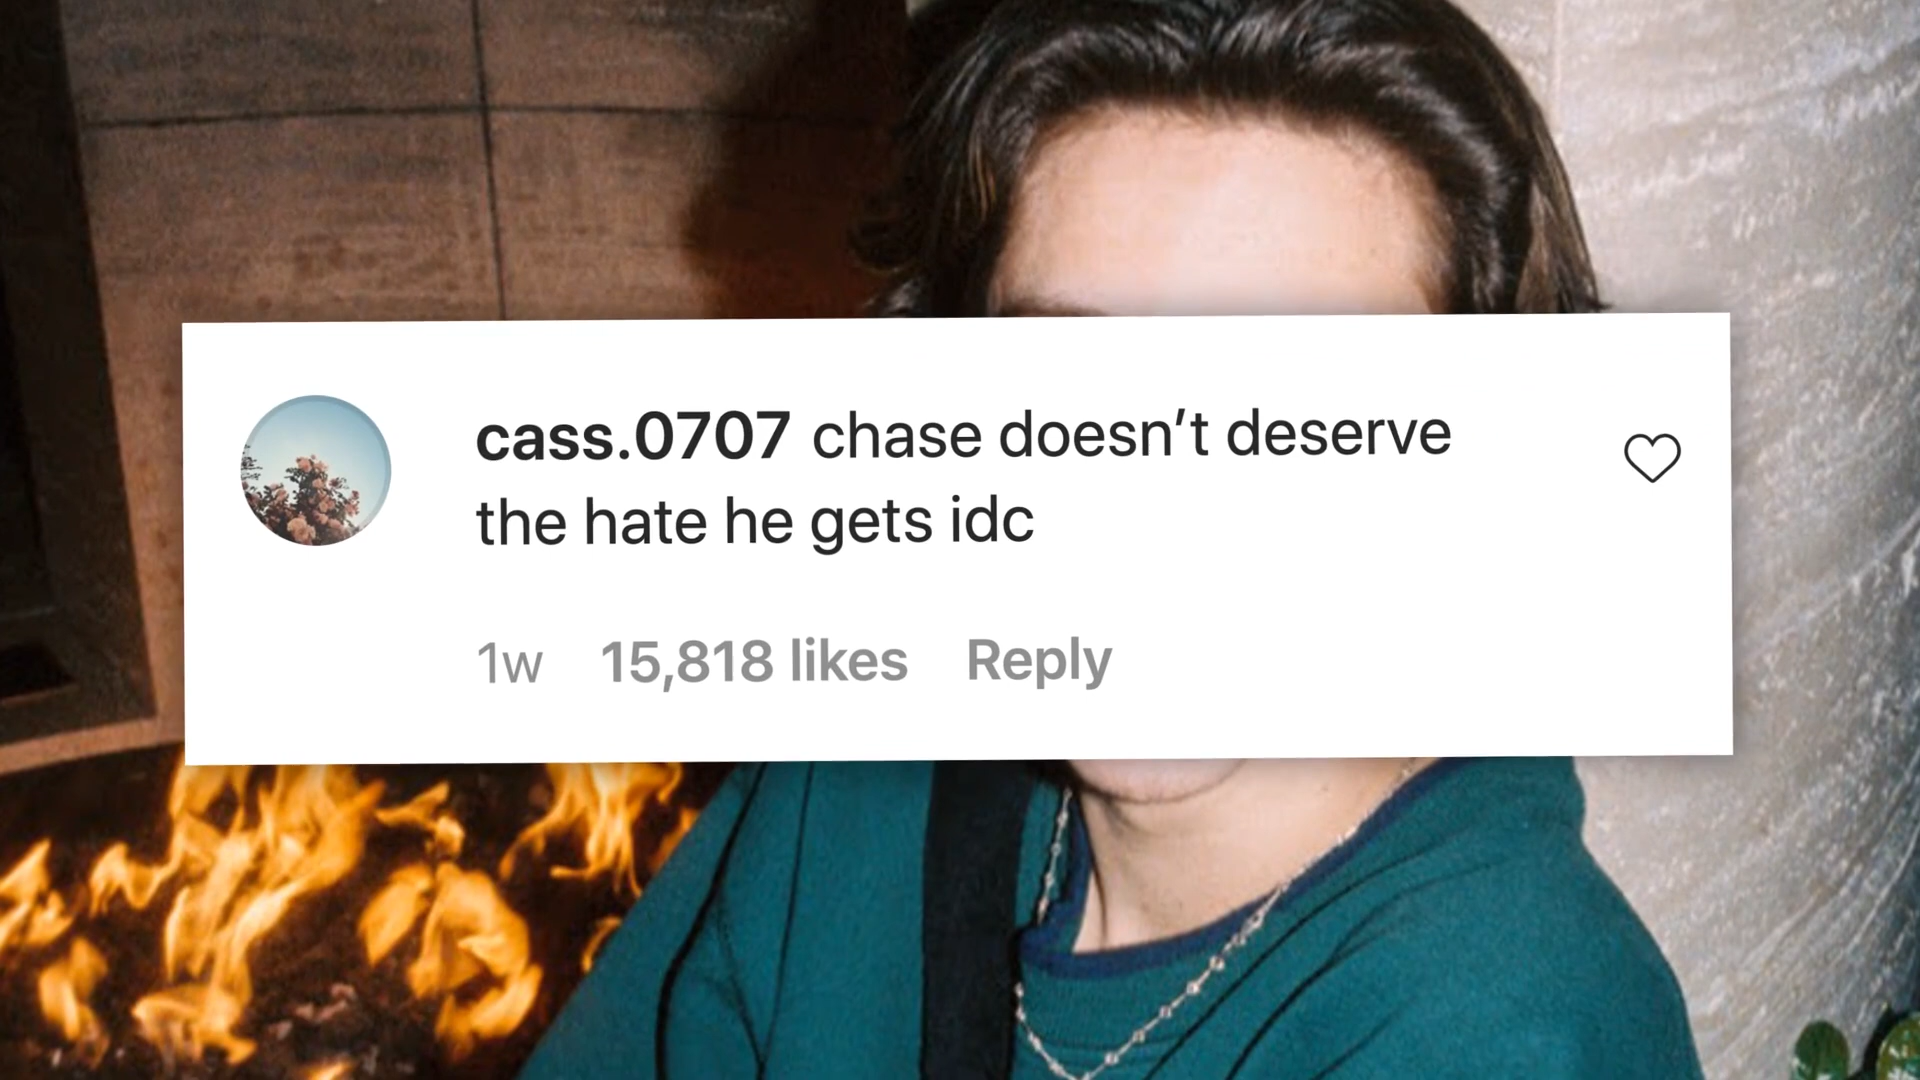 cass.0707 chase doesn’t deserve
the hate he gets idc
1w 15,818 likes Reply